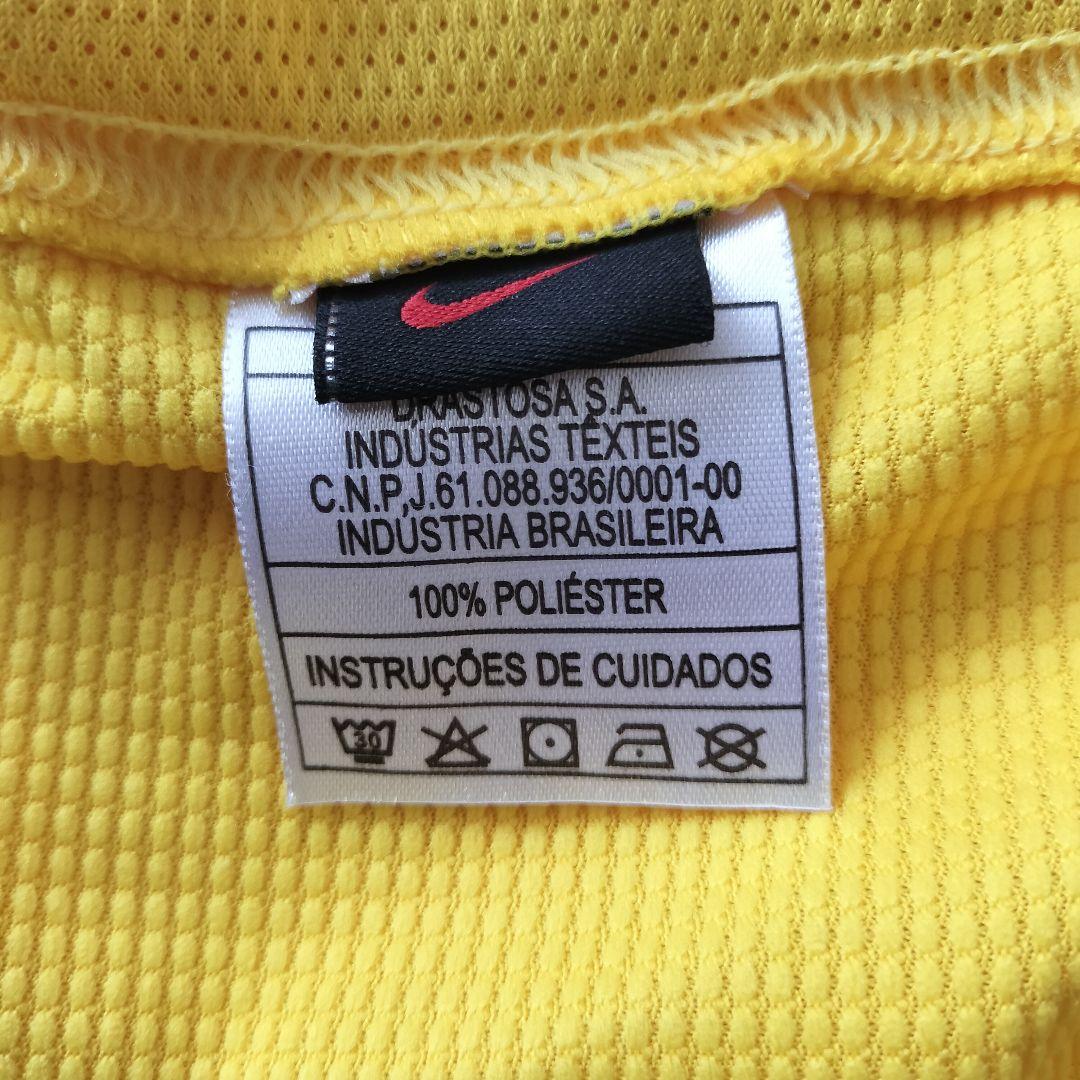 DRASTOSA S.A.
INDÚSTRIAS TÊXTEIS
C.N.P.J.61.088.936/0001-00
INDÚSTRIA BRASILEIRA
100% POLIÉSTER
INSTRUÇÕES DE CUIDADOS
30